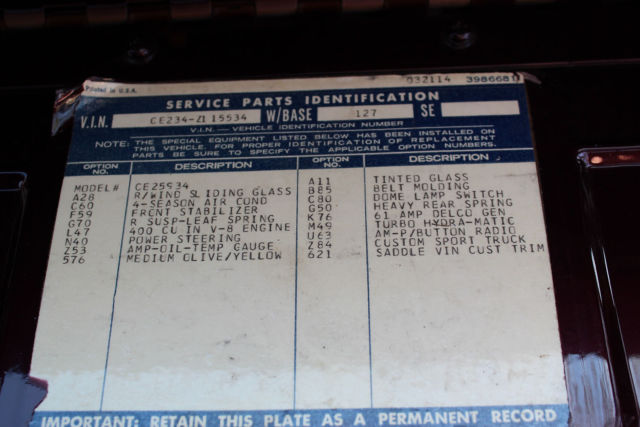 Printed in U.S.A. 032114 3986681
SERVICE PARTS IDENTIFICATION
V.I.N. CE234-Z115534 W/BASE 127 SE
V.I.N. — VEHICLE IDENTIFICATION NUMBER
NOTE: THE SPECIAL EQUIPMENT LISTED BELOW HAS BEEN INSTALLED ON
THIS VEHICLE. FOR PROPER IDENTIFICATION OF REPLACEMENT
PARTS BE SURE TO SPECIFY THE APPLICABLE OPTION NUMBERS.
OPTION NO. DESCRIPTION OPTION NO. DESCRIPTION
MODEL# CE25934 A11 TINTED GLASS
A28 R/WIND SLIDING GLASS B85 BELT MOLDING
C60 4-SEASON AIR COND C80 DOME LAMP SWITCH
F59 FRONT STABILIZER G50 HEAVY REAR SPRING
G70 R SUSP-LEAF SPRING K76 61 AMP DELCO GEN
L47 400 CU IN V-8 ENGINE M49 TURBO HYDRA-MATIC
N40 POWER STEERING U63 AM-P/BUTTON RADIO
Z53 AMP-OIL-TEMP GAUGE Z84 CUSTOM SPORT TRUCK
576 MEDIUM OLIVE/YELLOW 621 SADDLE VIN CUST TRIM
IMPORTANT: RETAIN THIS PLATE AS A PERMANENT RECORD